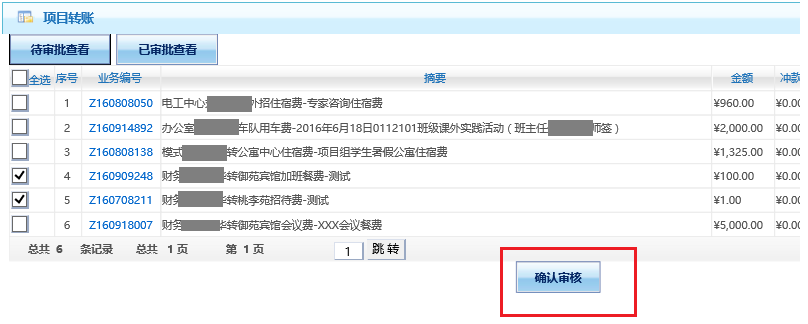 项目转账
待审批查看 已审批查看
全选 序号 业务编号 摘要 金额 冲款
1 Z160808050 电工中心 外招住宿费-专家咨询住宿费 ¥960.00 ¥0.0
2 Z160914892 办公室 车队用车费-2016年6月18日0112101班级课外实践活动（班主任 师签） ¥2,000.00 ¥0.0
3 Z160808138 模式 转公寓中心住宿费-项目组学生暑假公寓住宿费 ¥1,325.00 ¥0.0
4 Z160909248 财务 转御苑宾馆加班餐费-测试 ¥100.00 ¥0.0
5 Z160708211 财务 转桃李苑招待费-测试 ¥1.00 ¥0.0
6 Z160918007 财务 转御苑宾馆会议费-XXX会议餐费 ¥5,000.00 ¥0.0
总共 6 条记录 总共 1 页 第 1 页 1 跳 转
确认审核